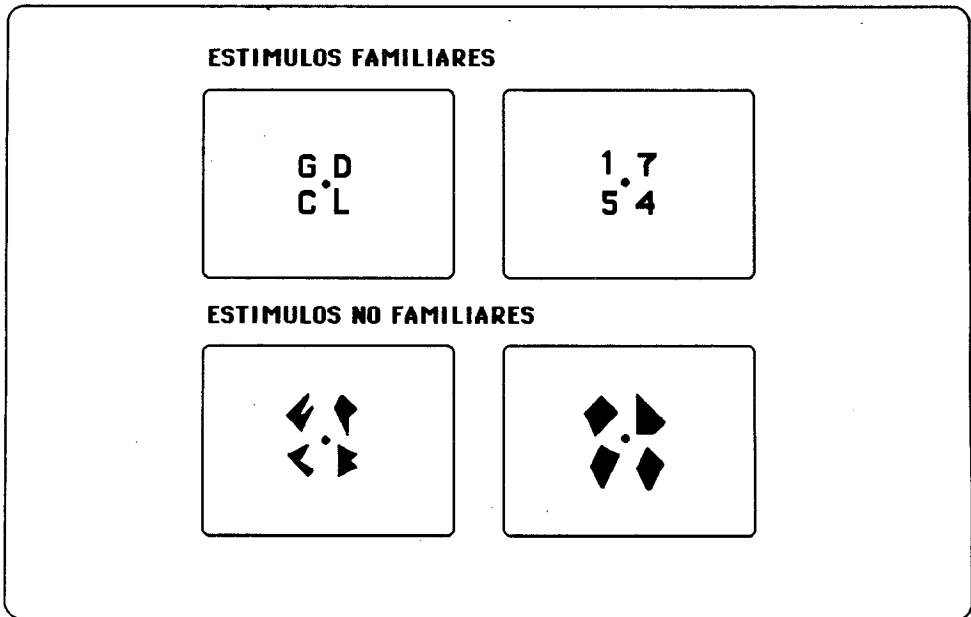 ESTIMULOS FAMILIARES
G D
C L
1 7
5 4
ESTIMULOS NO FAMILIARES